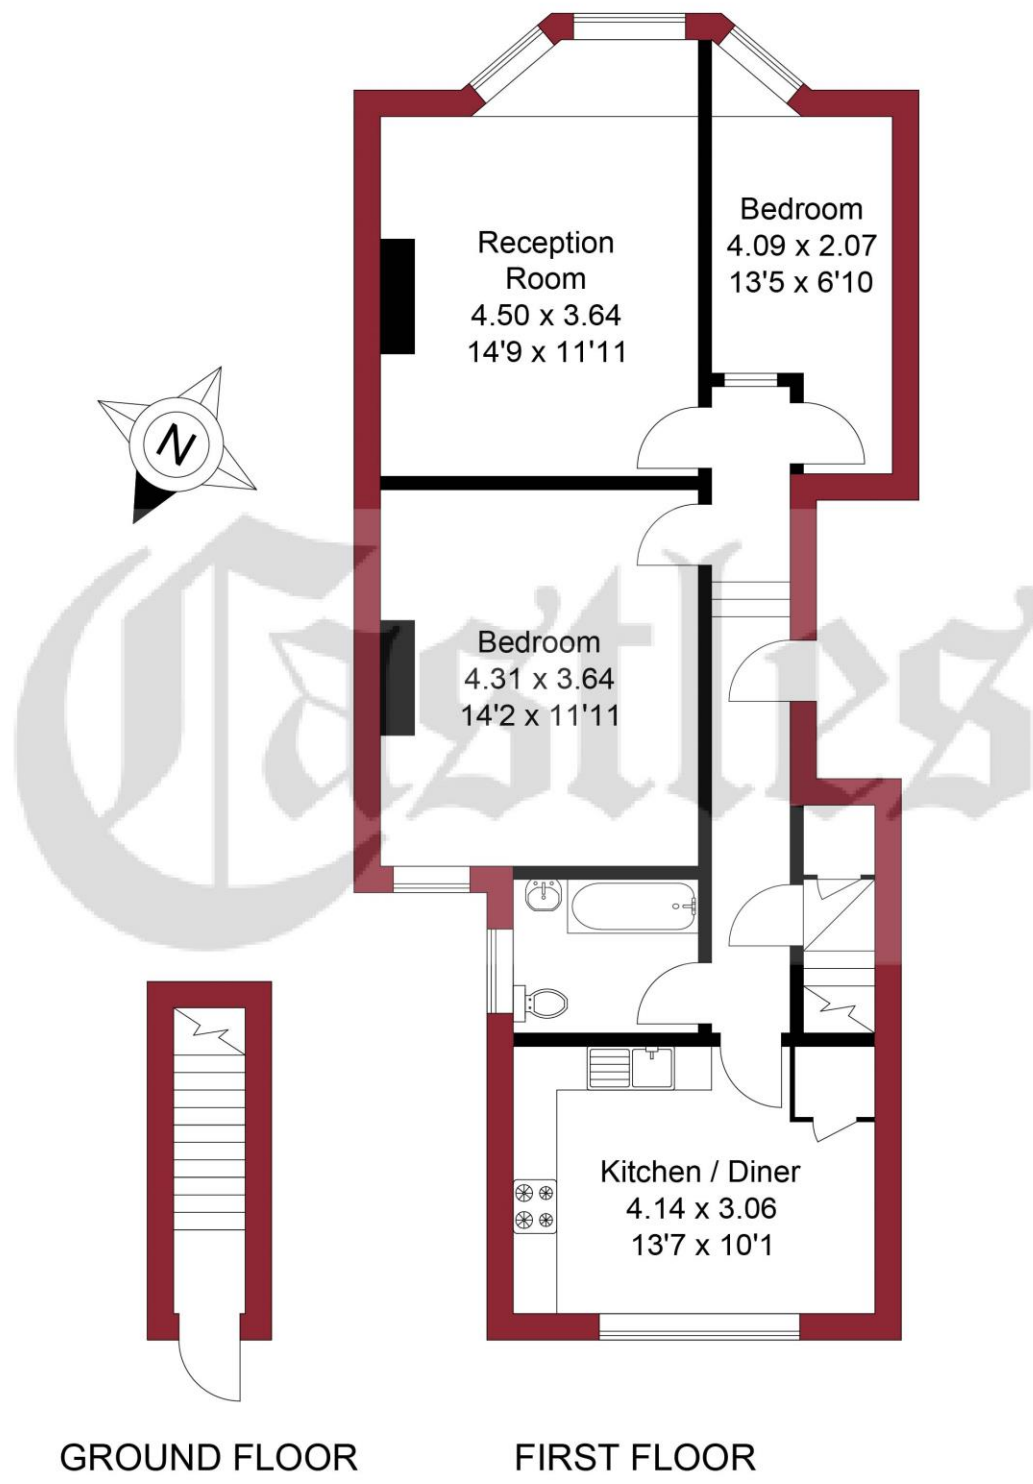 Reception
Room
4.50 x 3.64
14'9 x 11'11
Bedroom
4.09 x 2.07
13'5 x 6'10
N
Castles
Bedroom
4.31 x 3.64
14'2 x 11'11
Kitchen / Diner
4.14 x 3.06
13'7 x 10'1
GROUND FLOOR
FIRST FLOOR